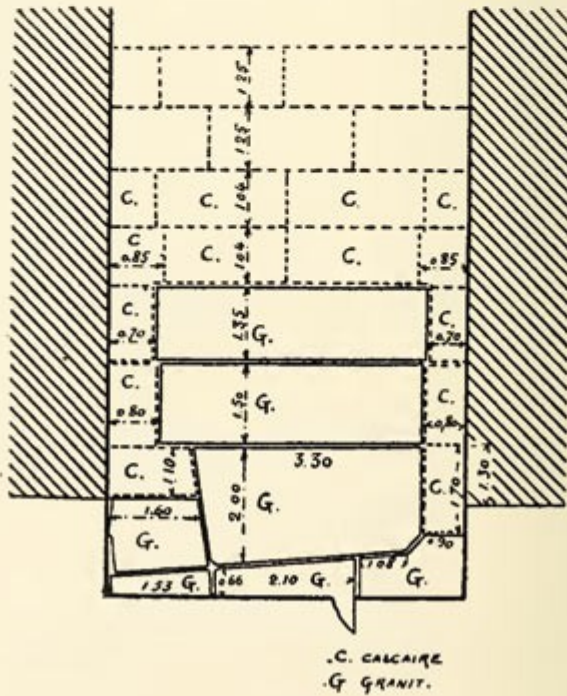 1.25
1.25
C. C. 1.04 C. C.
C. 0.85 C. 1.04 C. 0.85
C. 0.70 1.35 G. C. 0.70
C. 0.80 1.50 G. C. 0,80
C. 1.10 3.30 C. 1.70 1.30
2.00 G.
1.60
G. 0.90
1.53 G. 0.66 2.10 G. 1.08 G.
.C. CALCAIRE
.G GRANIT.